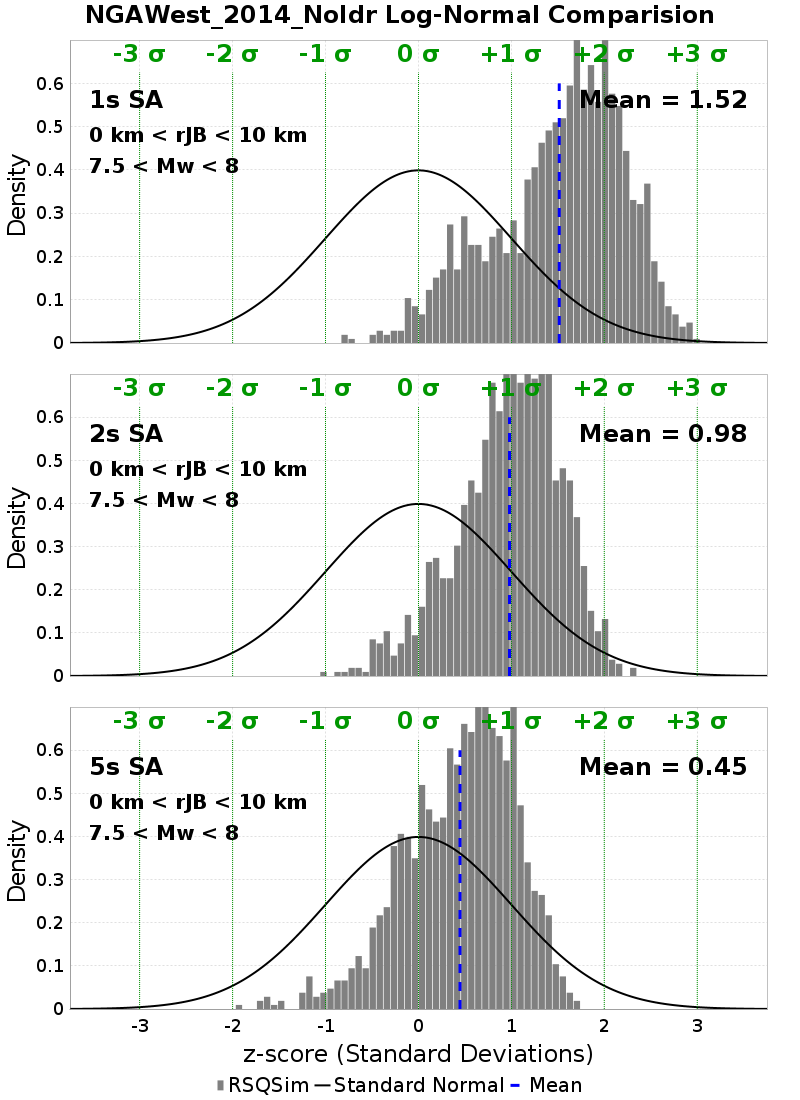 NGAWest_2014_NoIdr Log-Normal Comparision
-3 σ -2 σ -1 σ 0 σ +1 σ +2 σ +3 σ
1s SA
Mean = 1.52
0 km < rJB < 10 km
7.5 < Mw < 8
0.6
0.5
0.4
0.3
0.2
0.1
0
Density
-3 σ -2 σ -1 σ 0 σ +1 σ +2 σ +3 σ
2s SA
Mean = 0.98
0 km < rJB < 10 km
7.5 < Mw < 8
0.6
0.5
0.4
0.3
0.2
0.1
0
Density
-3 σ -2 σ -1 σ 0 σ +1 σ +2 σ +3 σ
5s SA
Mean = 0.45
0 km < rJB < 10 km
7.5 < Mw < 8
0.6
0.5
0.4
0.3
0.2
0.1
0
Density
-3 -2 -1 0 1 2 3
z-score (Standard Deviations)
RSQSim Standard Normal Mean